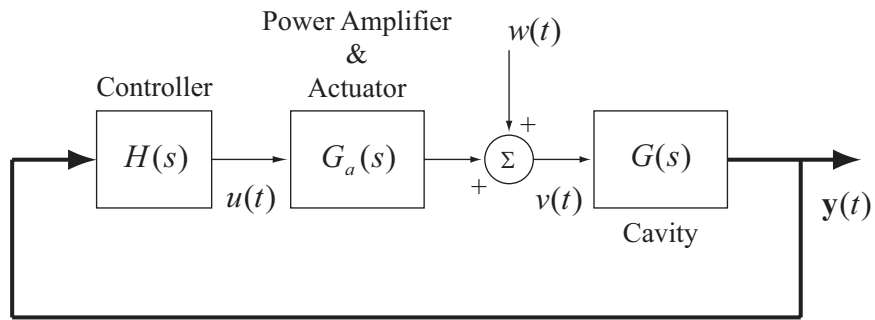 Power Amplifier
&
Actuator
w(t)
Controller
+
H(s)
G_a(s)
Σ
G(s)
+
u(t)
v(t)
y(t)
Cavity